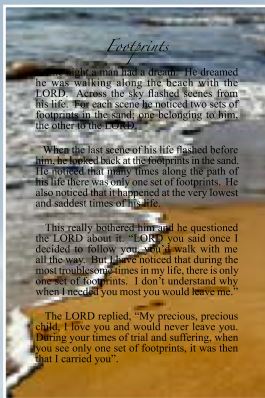 Footprints
One night a man had a dream.  He dreamed
he was walking along the beach with the
LORD.  Across the sky flashed scenes from
his life.  For each scene he noticed two sets of
footprints in the sand; one belonging to him,
the other to the LORD.
When the last scene of his life flashed before
him, he looked back at the footprints in the sand.
He noticed that many times along the path of
his life there was only one set of footprints.  He
also noticed that it happened at the very lowest
and saddest times of his life.
This really bothered him and he questioned
the LORD about it. “LORD you said once I
decided to follow you, you’d walk with me
all the way.  But I have noticed that during the
most troublesome times in my life, there is only
one set of footprints.  I don’t understand why
when I needed you most you would leave me.”
The LORD replied, “My precious, precious
child, I love you and would never leave you.
During your times of trial and suffering, when
you see only one set of footprints, it was then
that I carried you”.